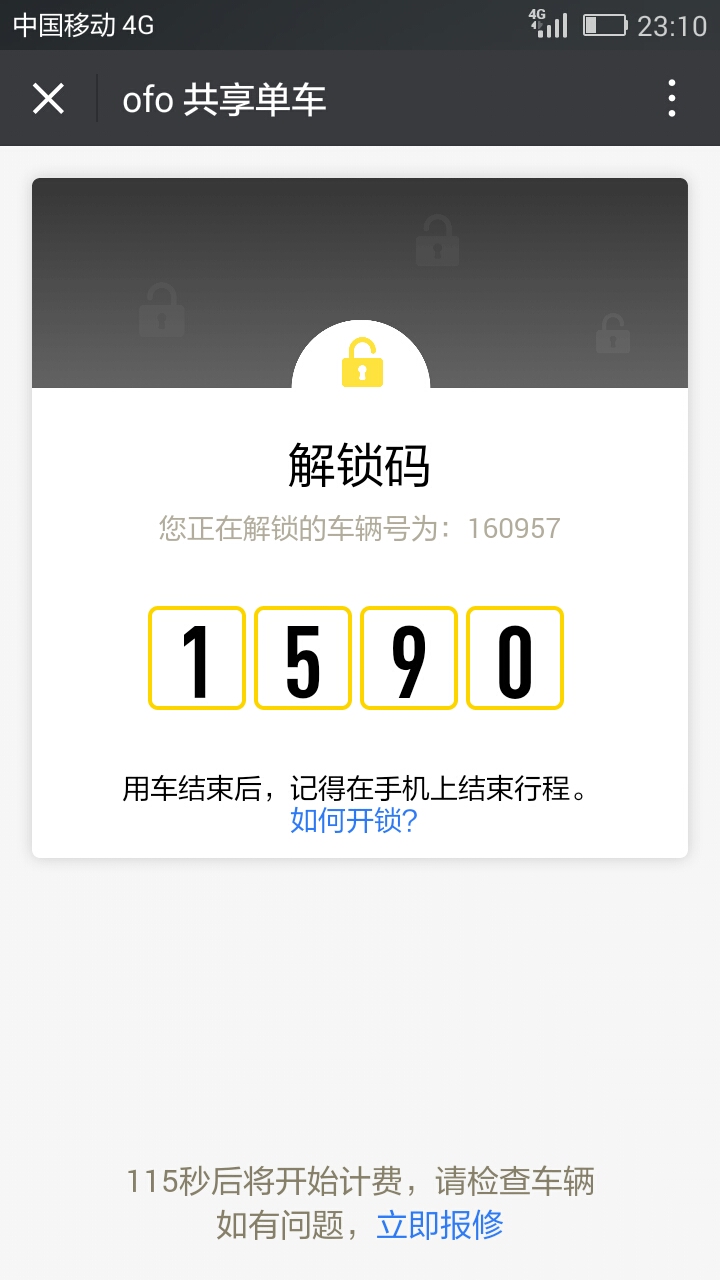 中国移动 4G 4G 23:10
ofo 共享单车
解锁码
您正在解锁的车辆号为：160957
1 5 9 0
用车结束后，记得在手机上结束行程。
如何开锁?
115秒后将开始计费，请检查车辆
如有问题，立即报修